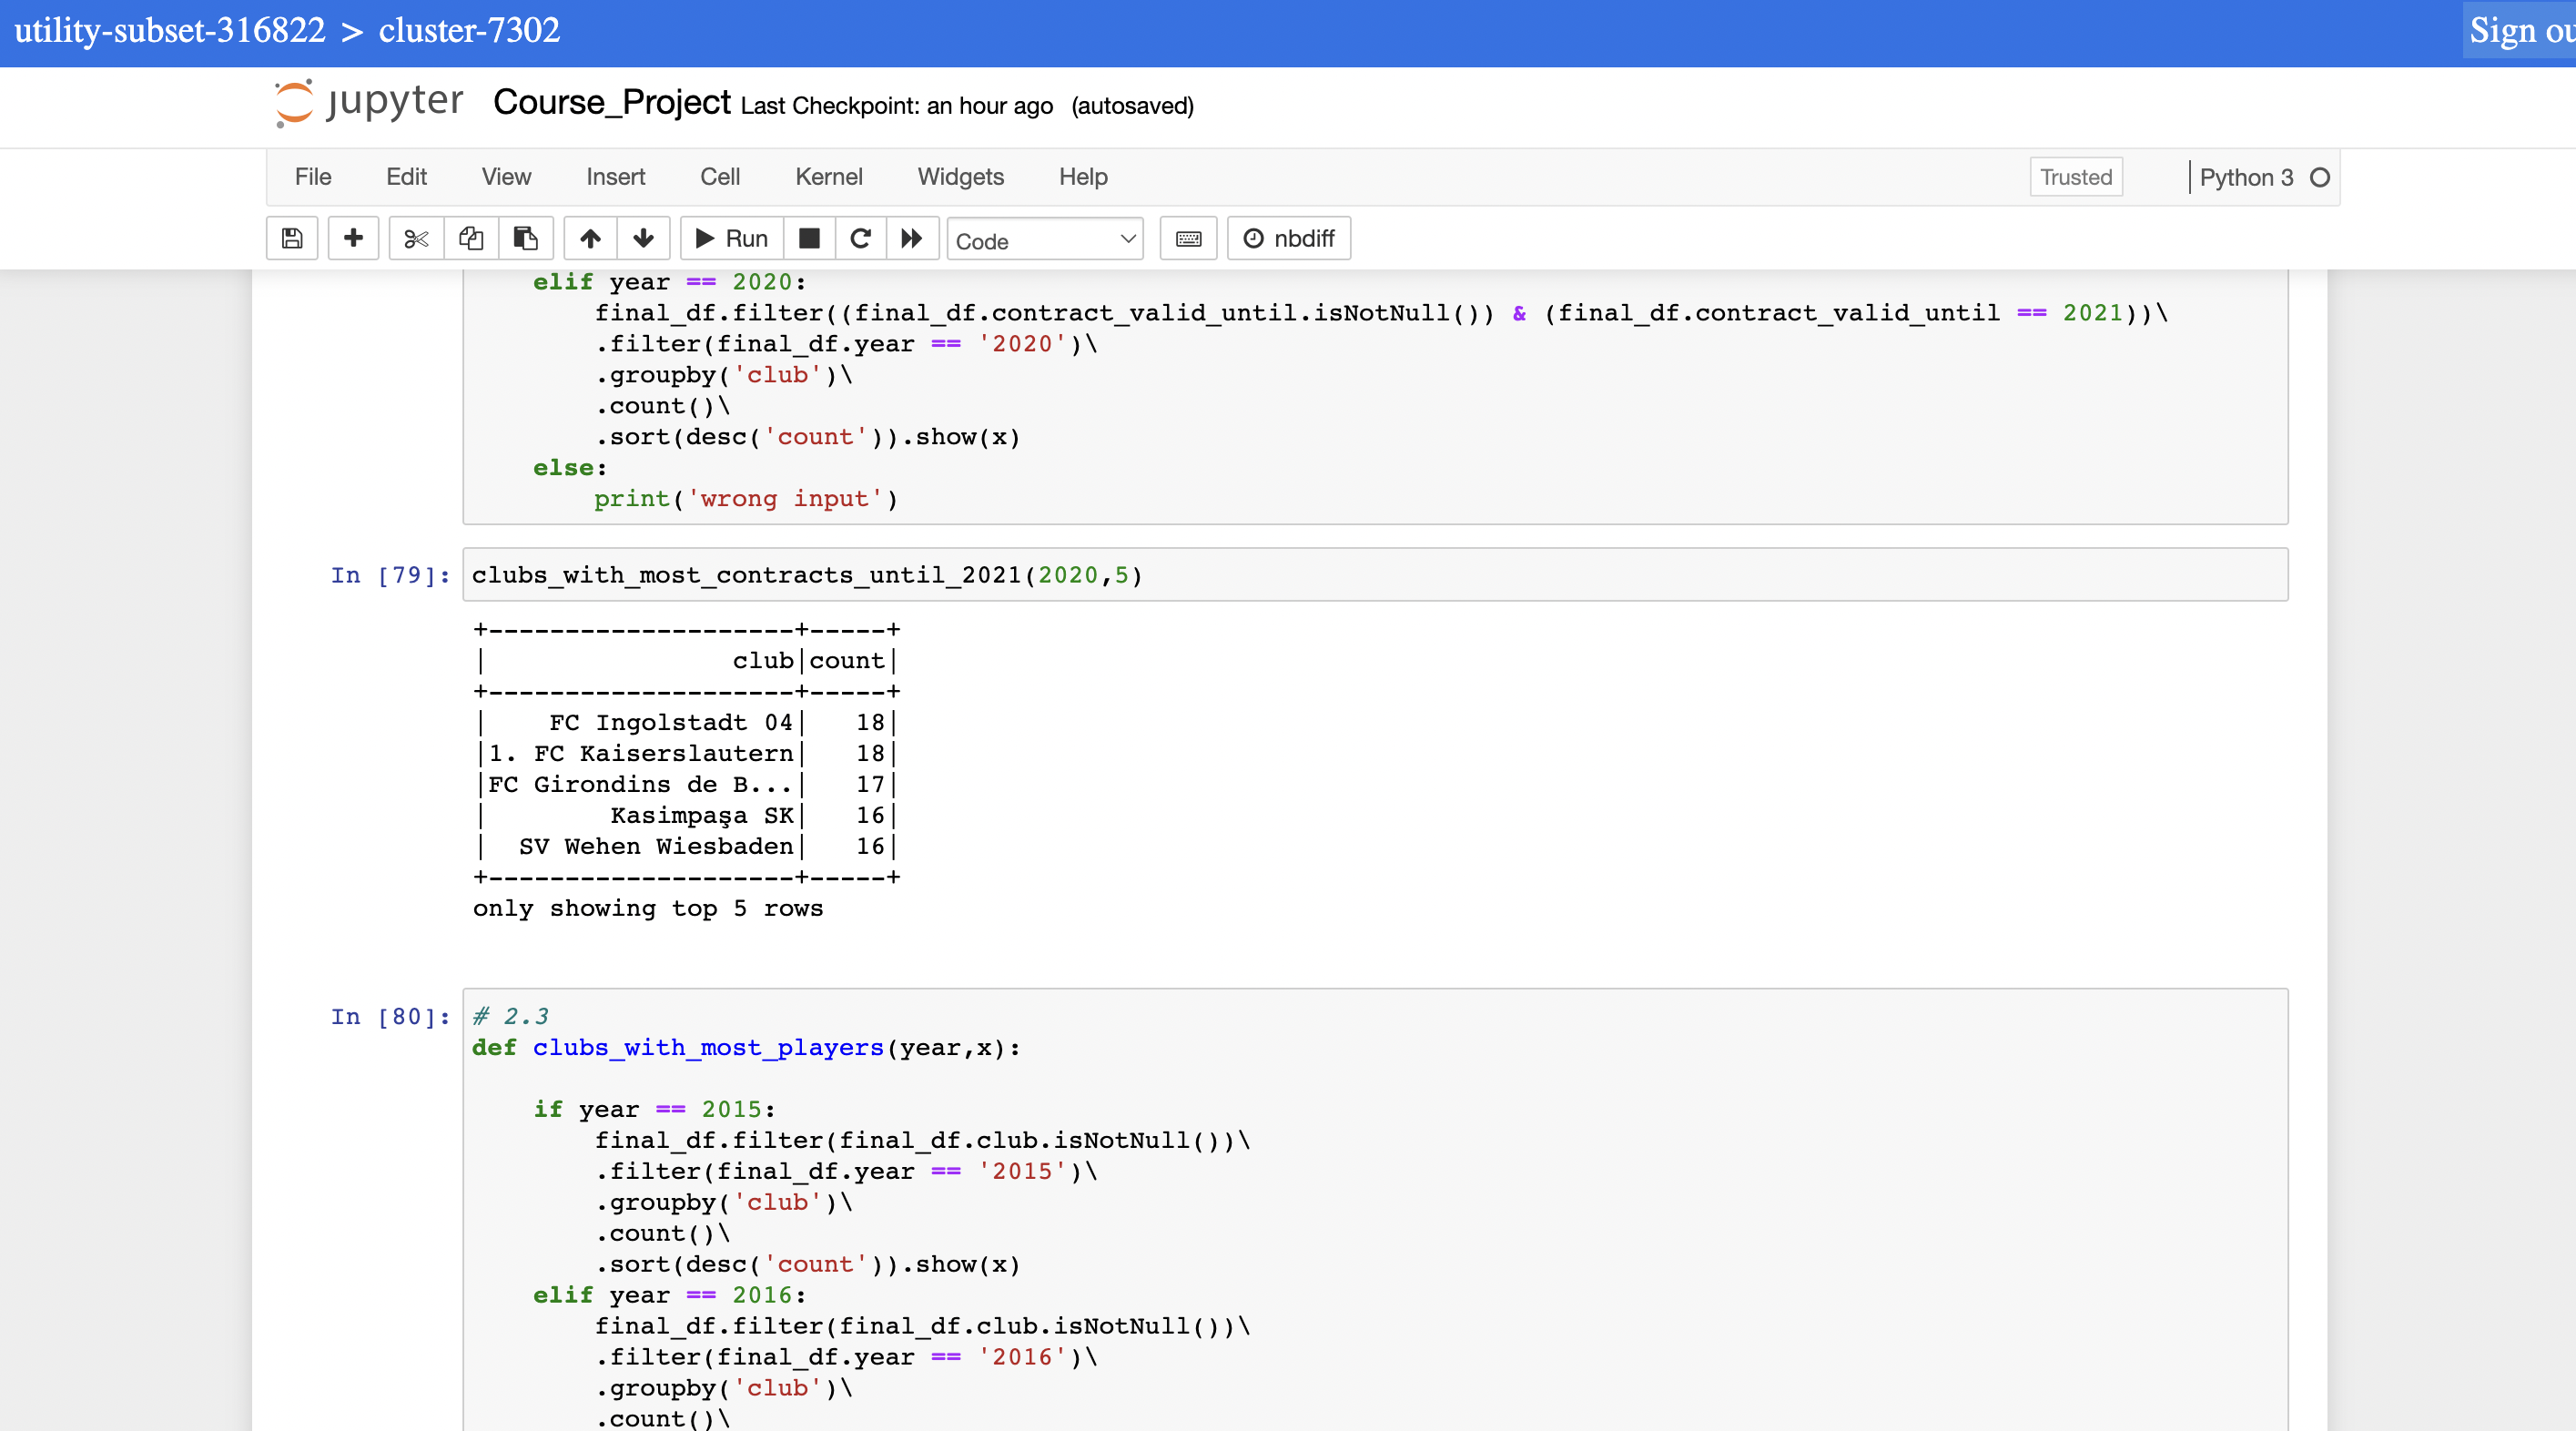 utility-subset-316822 > cluster-7302
Sign ou
jupyter Course_Project Last Checkpoint: an hour ago (autosaved)
File Edit View Insert Cell Kernel Widgets Help Trusted Python 3
Run Code nbdiff
    elif year == 2020:
        final_df.filter((final_df.contract_valid_until.isNotNull()) & (final_df.contract_valid_until == 2021))\
        .filter(final_df.year == '2020')\
        .groupby('club')\
        .count()\
        .sort(desc('count')).show(x)
    else:
        print('wrong input')
In [79]: clubs_with_most_contracts_until_2021(2020,5)
+--------------------+-----+
|                club|count|
+--------------------+-----+
|    FC Ingolstadt 04|   18|
|1. FC Kaiserslautern|   18|
|FC Girondins de B...|   17|
|        Kasimpaşa SK|   16|
|  SV Wehen Wiesbaden|   16|
+--------------------+-----+
only showing top 5 rows
In [80]: # 2.3
def clubs_with_most_players(year,x):
    if year == 2015:
        final_df.filter(final_df.club.isNotNull())\
        .filter(final_df.year == '2015')\
        .groupby('club')\
        .count()\
        .sort(desc('count')).show(x)
    elif year == 2016:
        final_df.filter(final_df.club.isNotNull())\
        .filter(final_df.year == '2016')\
        .groupby('club')\
        .count()\